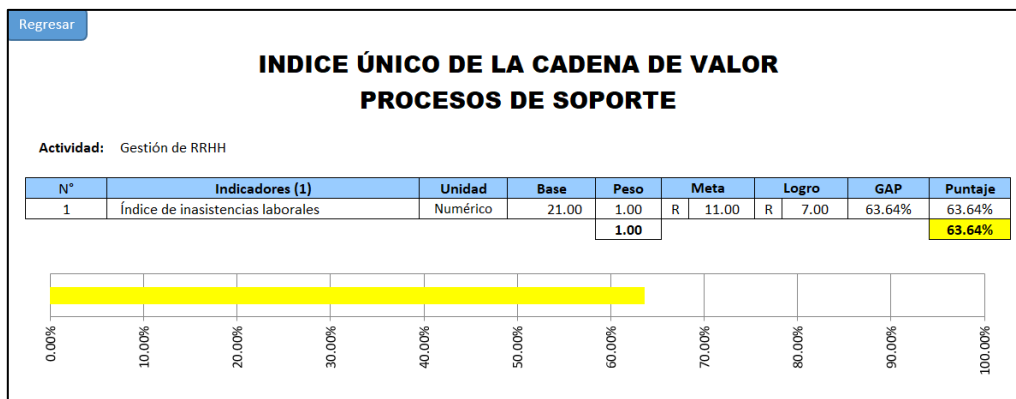 Regresar
INDICE ÚNICO DE LA CADENA DE VALOR
PROCESOS DE SOPORTE
Actividad: Gestión de RRHH
N° Indicadores (1) Unidad Base Peso Meta Logro GAP Puntaje
1 Índice de inasistencias laborales Numérico 21.00 1.00 R 11.00 R 7.00 63.64% 63.64%
1.00 63.64%
0.00% 10.00% 20.00% 30.00% 40.00% 50.00% 60.00% 70.00% 80.00% 90.00% 100.00%